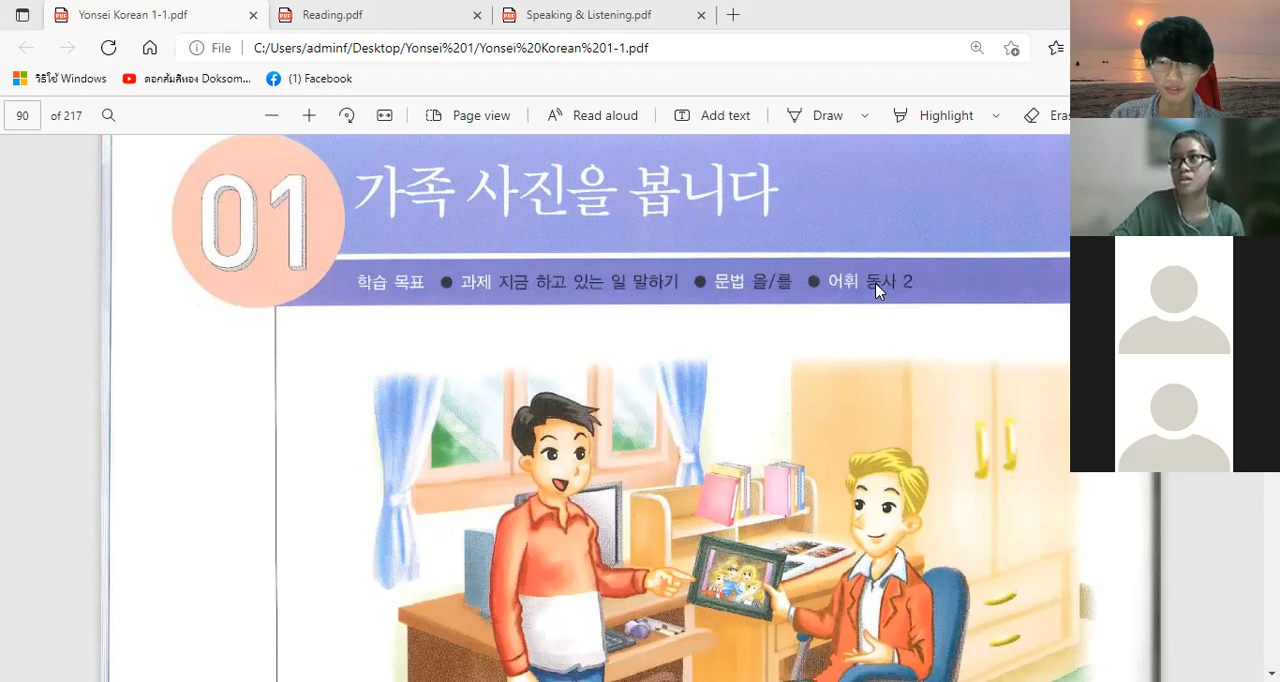 Yonsei Korean 1-1.pdf
Reading.pdf
Speaking & Listening.pdf
File C:/Users/adminf/Desktop/Yonsei%201/Yonsei%20Korean%201-1.pdf
วิธีใช้ Windows
ดอกส้มสีทอง Doksom...
(1) Facebook
90 of 217
Page view
Read aloud
Add text
Draw
Highlight
Eras
01 가족 사진을 봅니다
학습 목표 ● 과제 지금 하고 있는 일 말하기 ● 문법 을/를 ● 어휘 동사 2